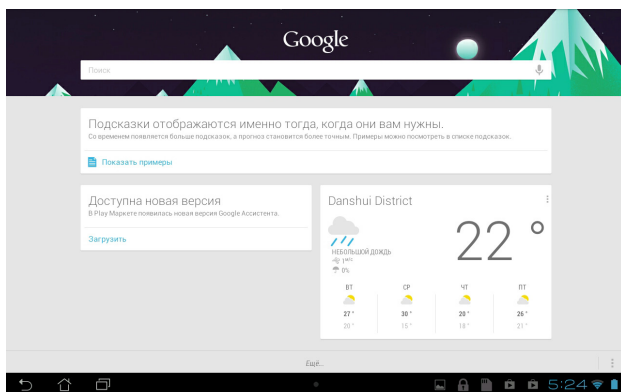 Google
Поиск
Подсказки отображаются именно тогда, когда они вам нужны.
Со временем появляется больше подсказок, а прогноз становится более точным. Примеры можно посмотреть в списке подсказок.
Показать примеры
Доступна новая версия
В Play Маркете появилась новая версия Google Ассистента.
Загрузить
Danshui District
22 °
НЕБОЛЬШОЙ ДОЖДЬ
0%
ВТ СР ЧТ ПТ
27 ° 30 ° 20 ° 26 °
20 ° 15 ° 18 ° 21 °
Ещё...
5:24